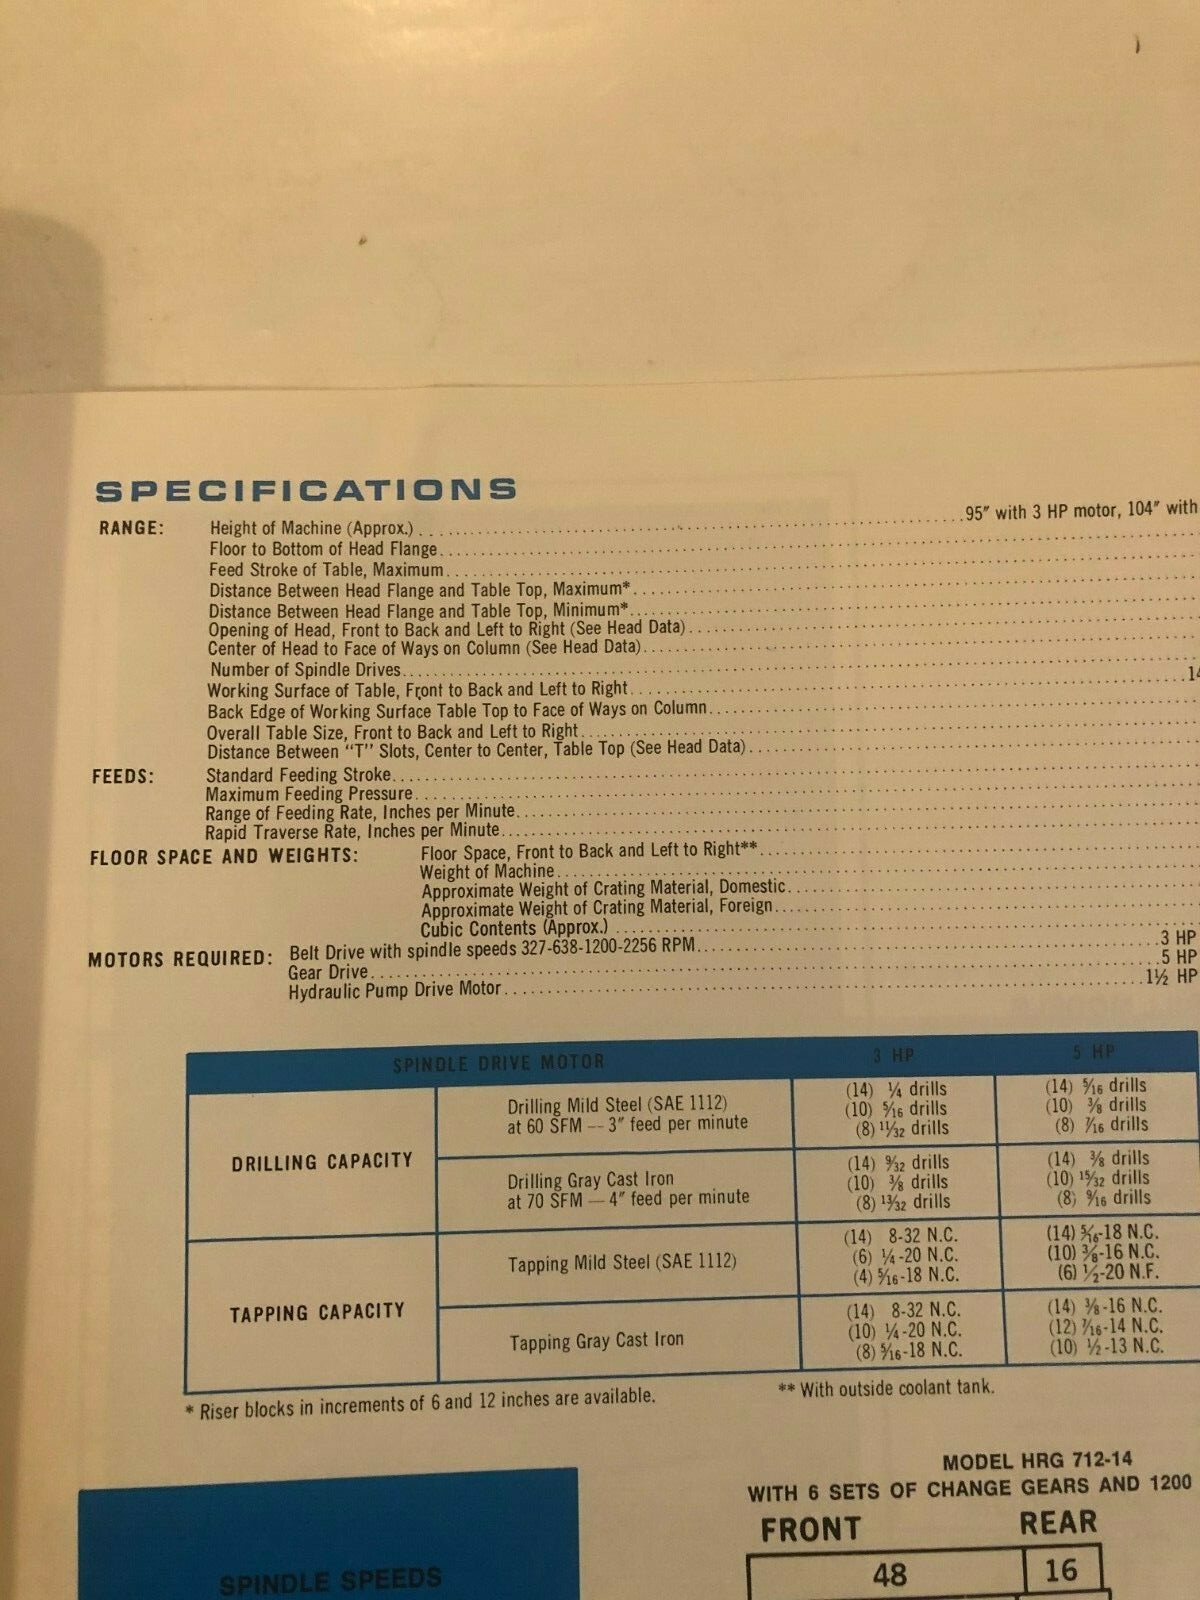 SPECIFICATIONS
RANGE: Height of Machine (Approx.) 95" with 3 HP motor, 104" with
Floor to Bottom of Head Flange
Feed Stroke of Table, Maximum
Distance Between Head Flange and Table Top, Maximum*
Distance Between Head Flange and Table Top, Minimum*
Opening of Head, Front to Back and Left to Right (See Head Data)
Center of Head to Face of Ways on Column (See Head Data)
Number of Spindle Drives
Working Surface of Table, Front to Back and Left to Right 14
Back Edge of Working Surface Table Top to Face of Ways on Column
Overall Table Size, Front to Back and Left to Right
Distance Between "T" Slots, Center to Center, Table Top (See Head Data)
FEEDS: Standard Feeding Stroke
Maximum Feeding Pressure
Range of Feeding Rate, Inches per Minute
Rapid Traverse Rate, Inches per Minute
FLOOR SPACE AND WEIGHTS: Floor Space, Front to Back and Left to Right**
Weight of Machine
Approximate Weight of Crating Material, Domestic
Approximate Weight of Crating Material, Foreign
Cubic Contents (Approx.)
MOTORS REQUIRED: Belt Drive with spindle speeds 327-638-1200-2256 RPM 3 HP
Gear Drive 5 HP
Hydraulic Pump Drive Motor 1½ HP
SPINDLE DRIVE MOTOR 3 HP 5 HP
DRILLING CAPACITY
Drilling Mild Steel (SAE 1112)
at 60 SFM — 3" feed per minute
(14) ¼ drills
(10) 5/16 drills
(8) 11/32 drills
(14) 5/16 drills
(10) ⅜ drills
(8) 7/16 drills
Drilling Gray Cast Iron
at 70 SFM — 4" feed per minute
(14) 9/32 drills
(10) ⅜ drills
(8) 13/32 drills
(14) ⅜ drills
(10) 15/32 drills
(8) 9/16 drills
TAPPING CAPACITY
Tapping Mild Steel (SAE 1112)
(14) 8-32 N.C.
(6) ¼-20 N.C.
(4) 5/16-18 N.C.
(14) 5/16-18 N.C.
(10) ⅜-16 N.C.
(6) ½-20 N.F.
Tapping Gray Cast Iron
(14) 8-32 N.C.
(10) ¼-20 N.C.
(8) 5/16-18 N.C.
(14) ⅜-16 N.C.
(12) 7/16-14 N.C.
(10) ½-13 N.C.
* Riser blocks in increments of 6 and 12 inches are available.
** With outside coolant tank.
SPINDLE SPEEDS
MODEL HRG 712-14
WITH 6 SETS OF CHANGE GEARS AND 1200
FRONT REAR
48 16